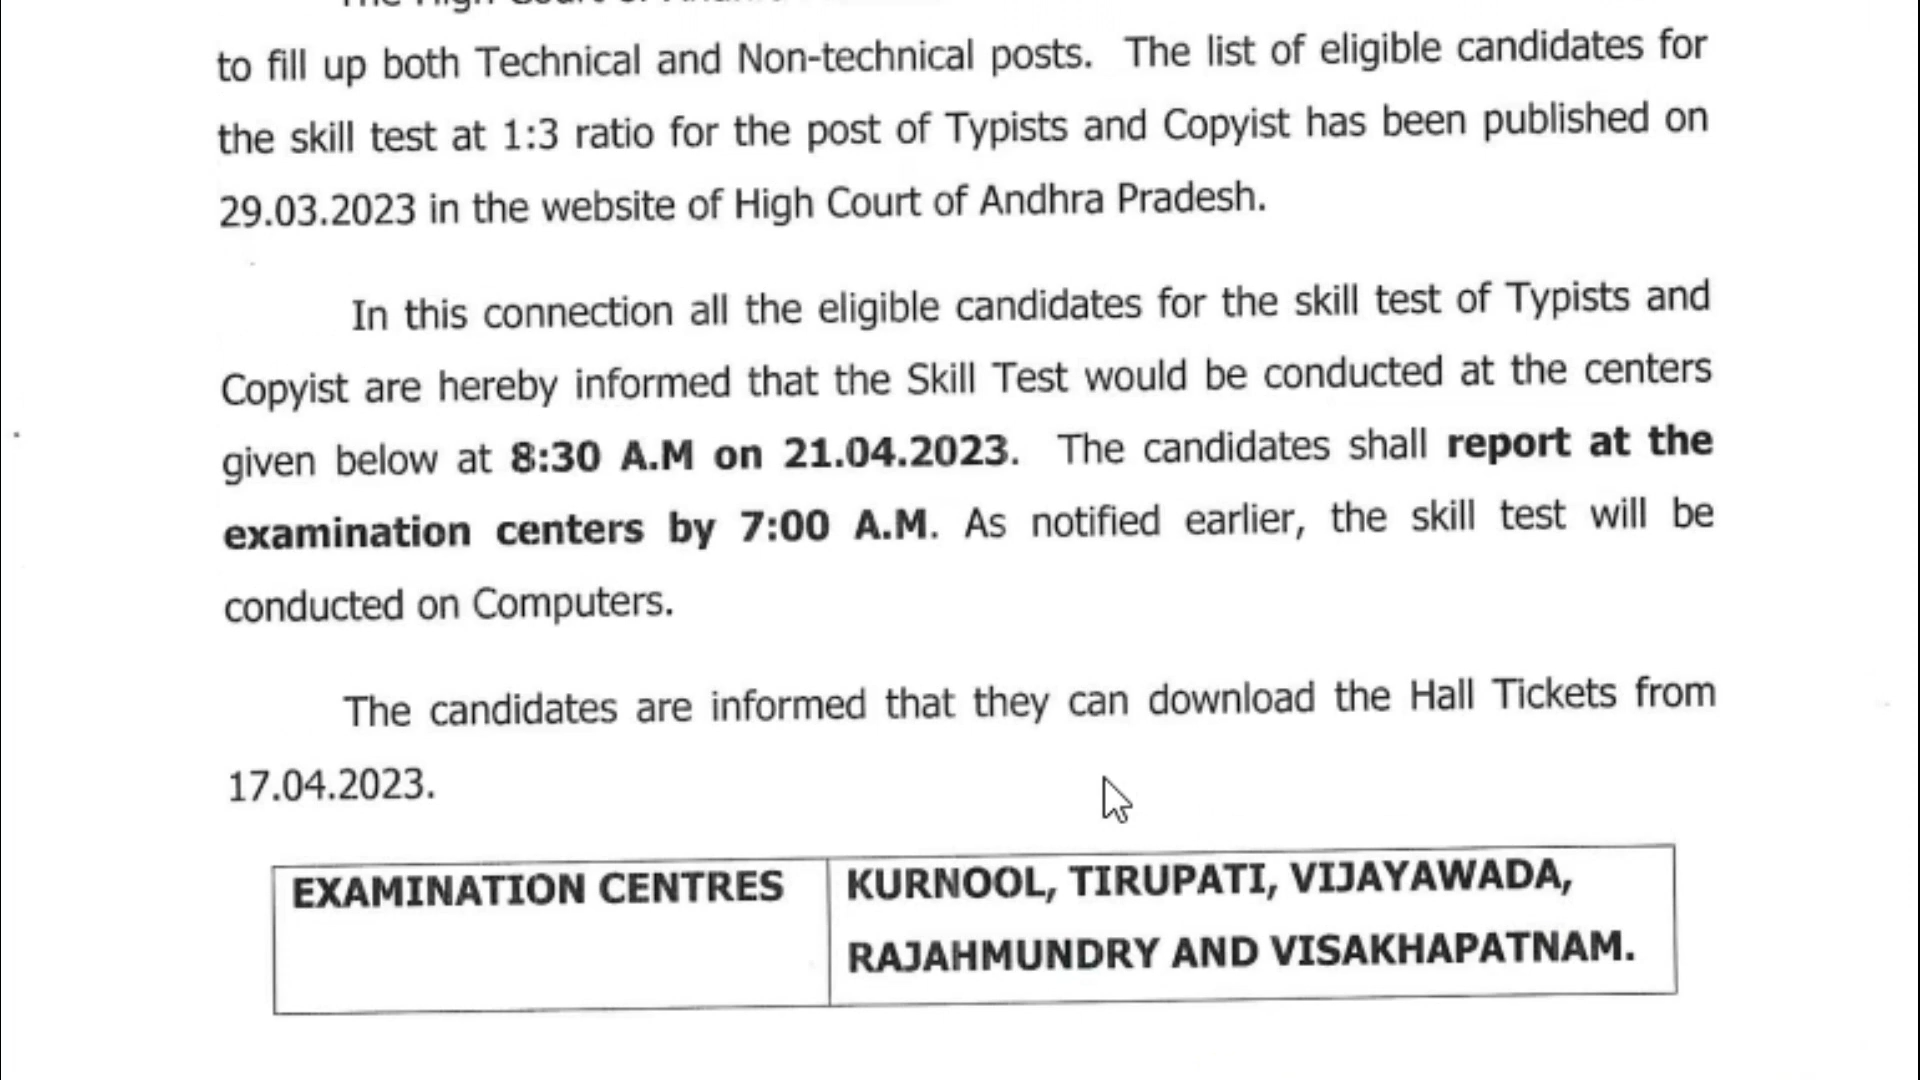 The High Court of Andhra
to fill up both Technical and Non-technical posts. The list of eligible candidates for
the skill test at 1:3 ratio for the post of Typists and Copyist has been published on
29.03.2023 in the website of High Court of Andhra Pradesh.
In this connection all the eligible candidates for the skill test of Typists and
Copyist are hereby informed that the Skill Test would be conducted at the centers
given below at 8:30 A.M on 21.04.2023. The candidates shall report at the
examination centers by 7:00 A.M. As notified earlier, the skill test will be
conducted on Computers.
The candidates are informed that they can download the Hall Tickets from
17.04.2023.
EXAMINATION CENTRES
KURNOOL, TIRUPATI, VIJAYAWADA,
RAJAHMUNDRY AND VISAKHAPATNAM.